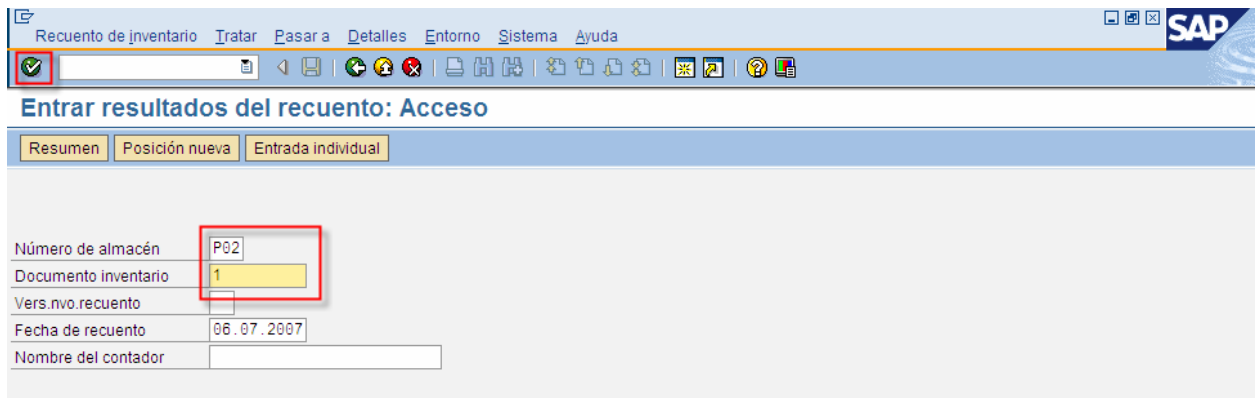 Recuento de inventario Tratar Pasar a Detalles Entorno Sistema Ayuda
SAP
Entrar resultados del recuento: Acceso
Resumen Posición nueva Entrada individual
Número de almacén P02
Documento inventario 1
Vers.nvo.recuento
Fecha de recuento 06.07.2007
Nombre del contador